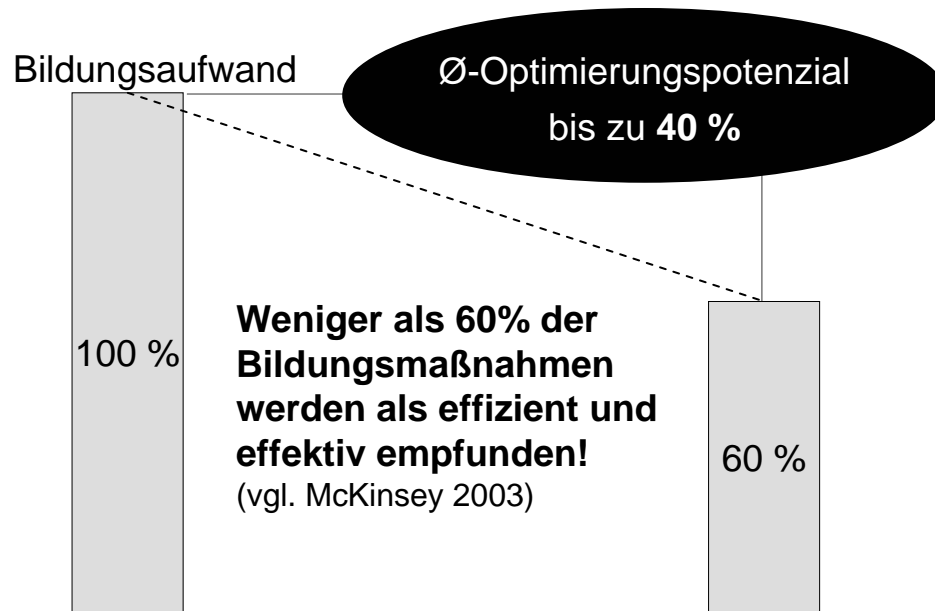 Bildungsaufwand
Ø-Optimierungspotenzial
bis zu 40 %
100 %
Weniger als 60% der
Bildungsmaßnahmen
werden als effizient und
effektiv empfunden!
(vgl. McKinsey 2003)
60 %